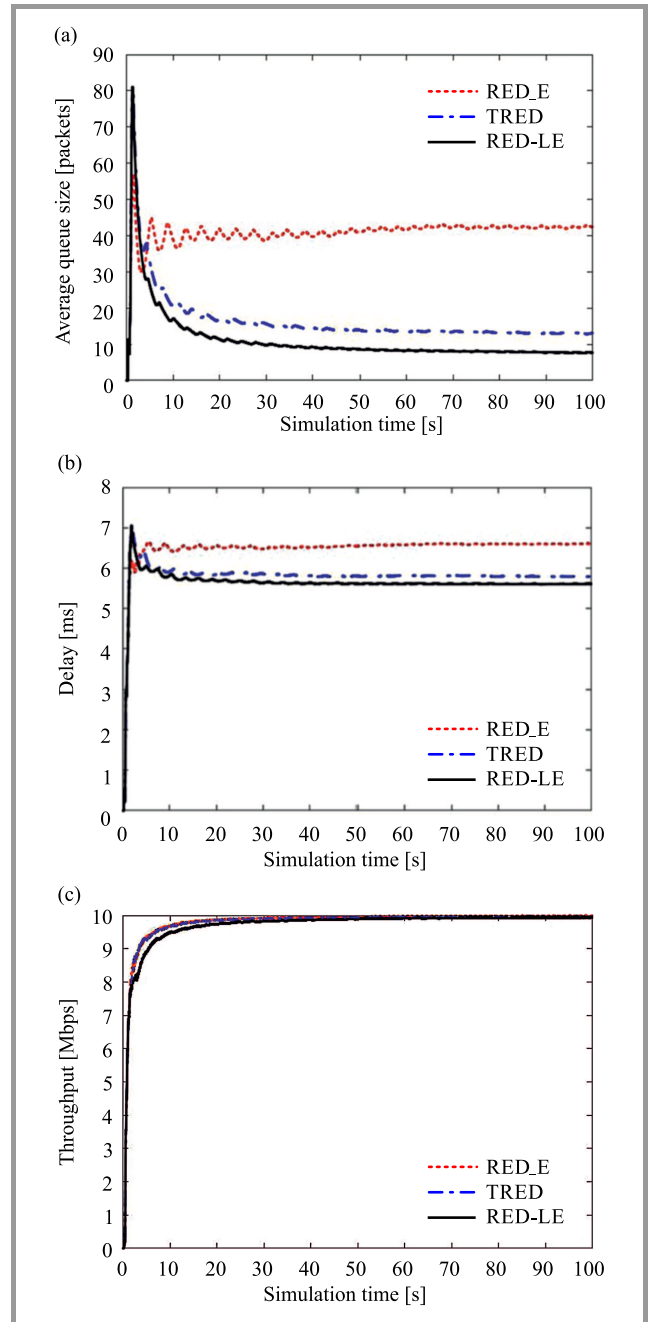 (a)
90
80
70
60
50
40
30
20
10
0
Average queue size [packets]
RED_E
TRED
RED-LE
0 10 20 30 40 50 60 70 80 90 100
Simulation time [s]
(b)
8
7
6
5
4
3
2
1
0
Delay [ms]
RED_E
TRED
RED-LE
0 10 20 30 40 50 60 70 80 90 100
Simulation time [s]
(c)
10
9
8
7
6
5
4
3
2
1
0
Throughput [Mbps]
RED_E
TRED
RED-LE
0 10 20 30 40 50 60 70 80 90 100
Simulation time [s]